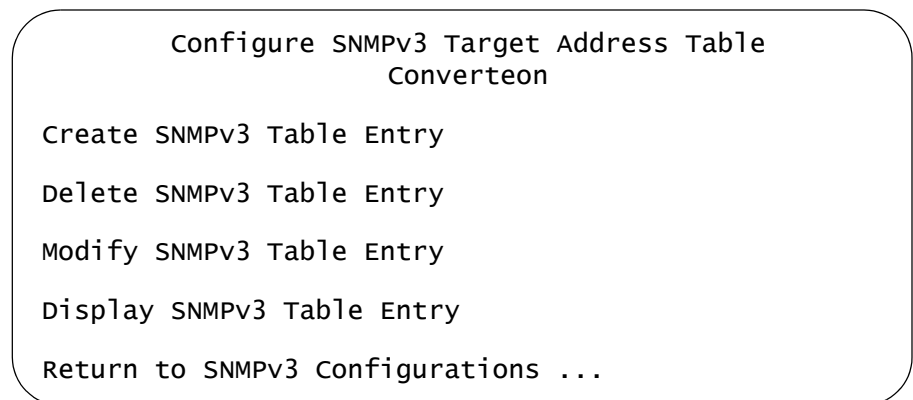 Configure SNMPv3 Target Address Table
Converteon
Create SNMPv3 Table Entry
Delete SNMPv3 Table Entry
Modify SNMPv3 Table Entry
Display SNMPv3 Table Entry
Return to SNMPv3 Configurations ...